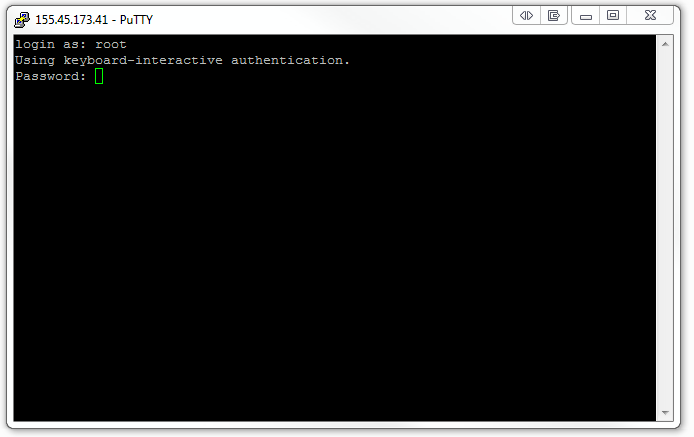 155.45.173.41 - PuTTY
login as: root
Using keyboard-interactive authentication.
Password: